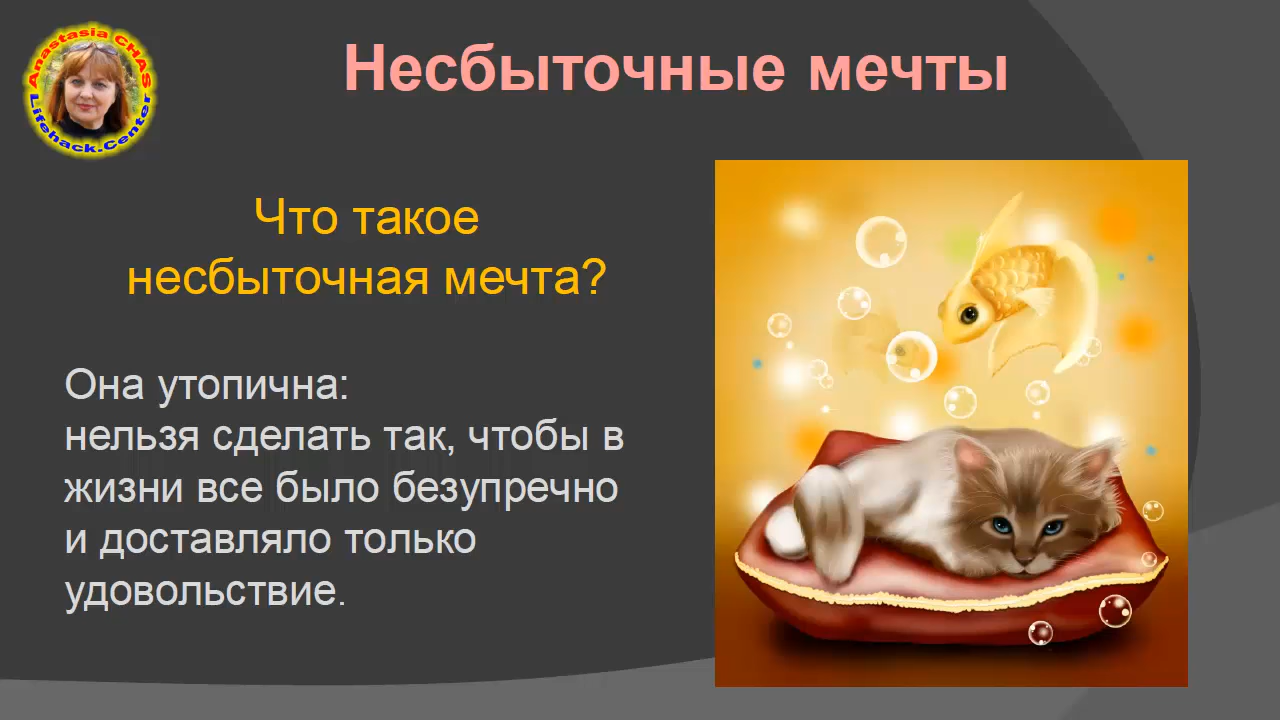 Anastasia CHAS
Lifehack.Center
Несбыточные мечты
Что такое
несбыточная мечта?
Она утопична:
нельзя сделать так, чтобы в
жизни все было безупречно
и доставляло только
удовольствие.